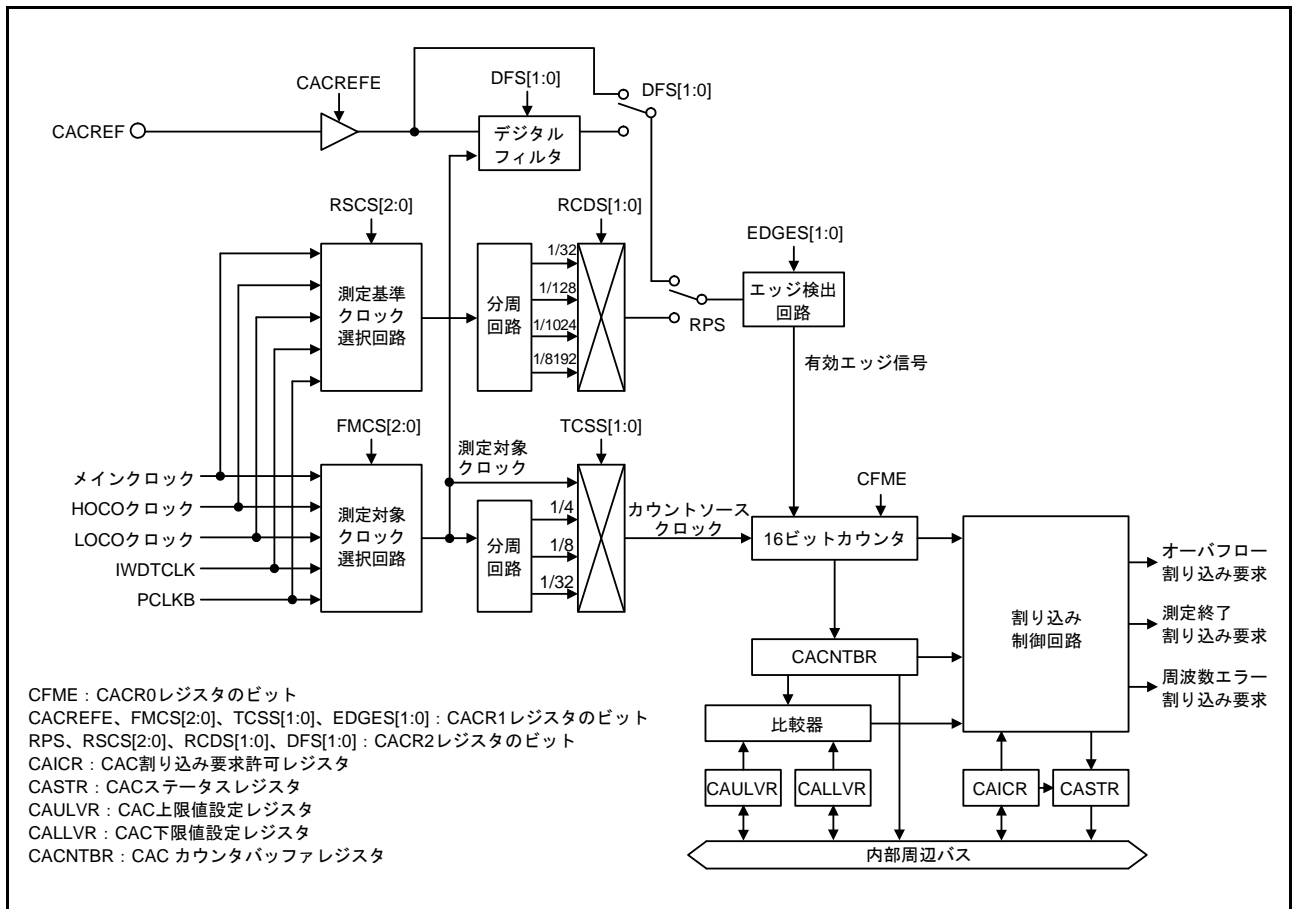 CACREFE
DFS[1:0]
DFS[1:0]
CACREF
デジタル
フィルタ
RSCS[2:0]
RCDS[1:0]
EDGES[1:0]
測定基準
クロック
選択回路
分周
回路
1/32
1/128
1/1024
1/8192
RPS
エッジ検出
回路
有効エッジ信号
FMCS[2:0]
TCSS[1:0]
測定対象
クロック
CFME
メインクロック
HOCOクロック
LOCOクロック
IWDTCLK
PCLKB
測定対象
クロック
選択回路
分周
回路
1/4
1/8
1/32
カウントソース
クロック
16ビットカウンタ
割り込み
制御回路
オーバフロー
割り込み要求
測定終了
割り込み要求
周波数エラー
割り込み要求
CACNTBR
比較器
CAULVR
CALLVR
CAICR
CASTR
内部周辺バス
CFME：CACR0レジスタのビット
CACREFE、FMCS[2:0]、TCSS[1:0]、EDGES[1:0]：CACR1レジスタのビット
RPS、RSCS[2:0]、RCDS[1:0]、DFS[1:0]：CACR2レジスタのビット
CAICR：CAC割り込み要求許可レジスタ
CASTR：CACステータスレジスタ
CAULVR：CAC上限値設定レジスタ
CALLVR：CAC下限値設定レジスタ
CACNTBR：CAC カウンタバッファレジスタ